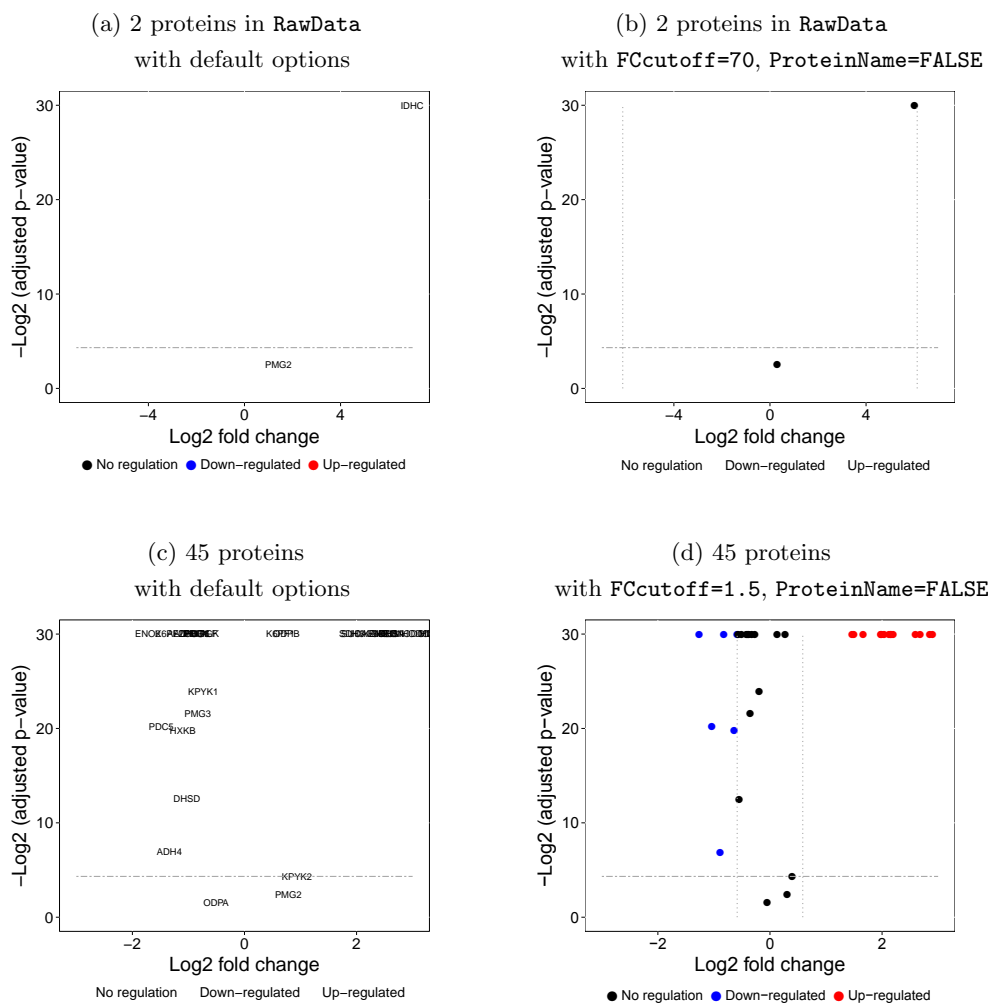 (a) 2 proteins in RawData
with default options
(b) 2 proteins in RawData
with FCcutoff=70, ProteinName=FALSE
30
20
10
0
−Log2 (adjusted p−value)
IDHC
PMG2
−4
0
4
Log2 fold change
No regulation Down−regulated Up−regulated
30
20
10
0
−Log2 (adjusted p−value)
−4
0
4
Log2 fold change
No regulation Down−regulated Up−regulated
(c) 45 proteins
with default options
(d) 45 proteins
with FCcutoff=1.5, ProteinName=FALSE
30
20
10
0
−Log2 (adjusted p−value)
KPYK1
PMG3
PDC5
HXKB
DHSD
ADH4
KPYK2
PMG2
ODPA
−2
0
2
Log2 fold change
No regulation Down−regulated Up−regulated
30
20
10
0
−Log2 (adjusted p−value)
−2
0
2
Log2 fold change
No regulation Down−regulated Up−regulated